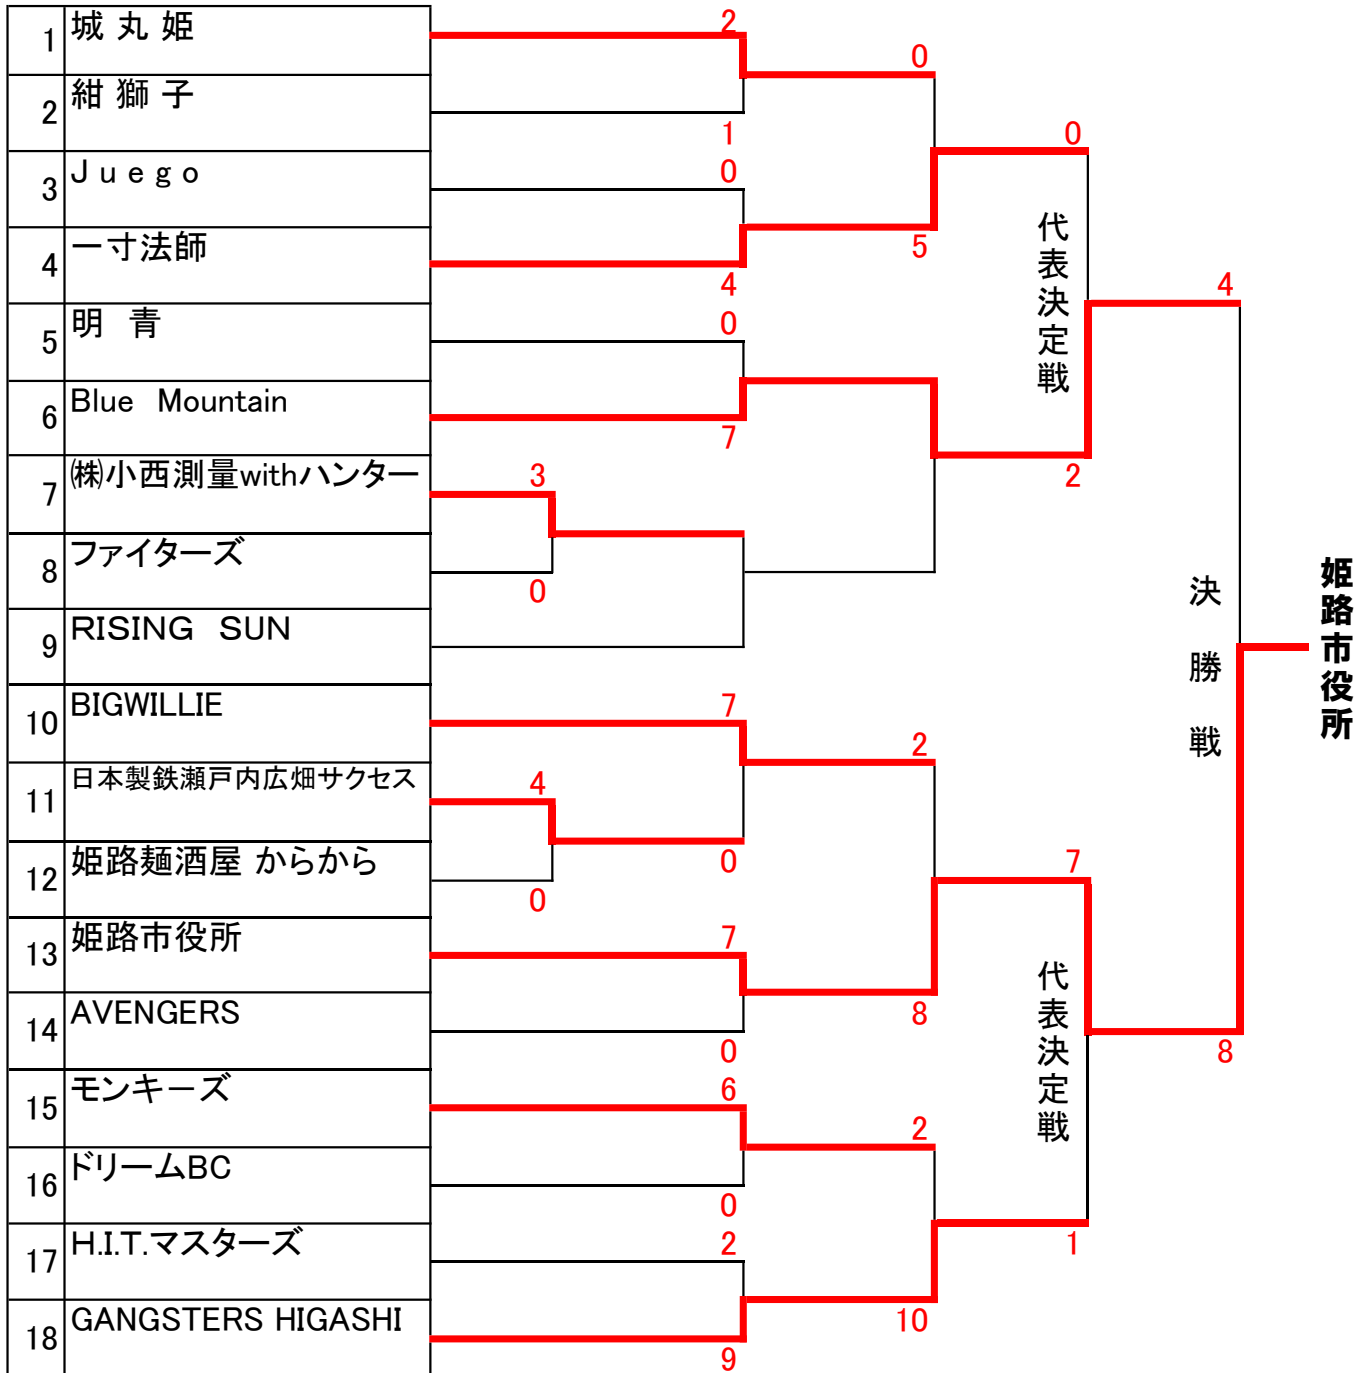 1 城 丸 姫
2 紺 獅 子
3 Ｊｕｅｇｏ
4 一寸法師
5 明　青
6 Blue　Mountain
7 ㈱小西測量withハンター
8 ファイターズ
9 RISING　SUN
10 BIGWILLIE
11 日本製鉄瀬戸内広畑サクセス
12 姫路麺酒屋 からから
13 姫路市役所
14 AVENGERS
15 モンキーズ
16 ドリームBC
17 H.I.T.マスターズ
18 GANGSTERS HIGASHI
3
0
4
0
2
1
0
4
0
7
7
0
7
0
6
0
2
9
0
5
2
8
2
10
0
代表決定戦
2
7
代表決定戦
1
4
決勝戦
8
姫路市役所